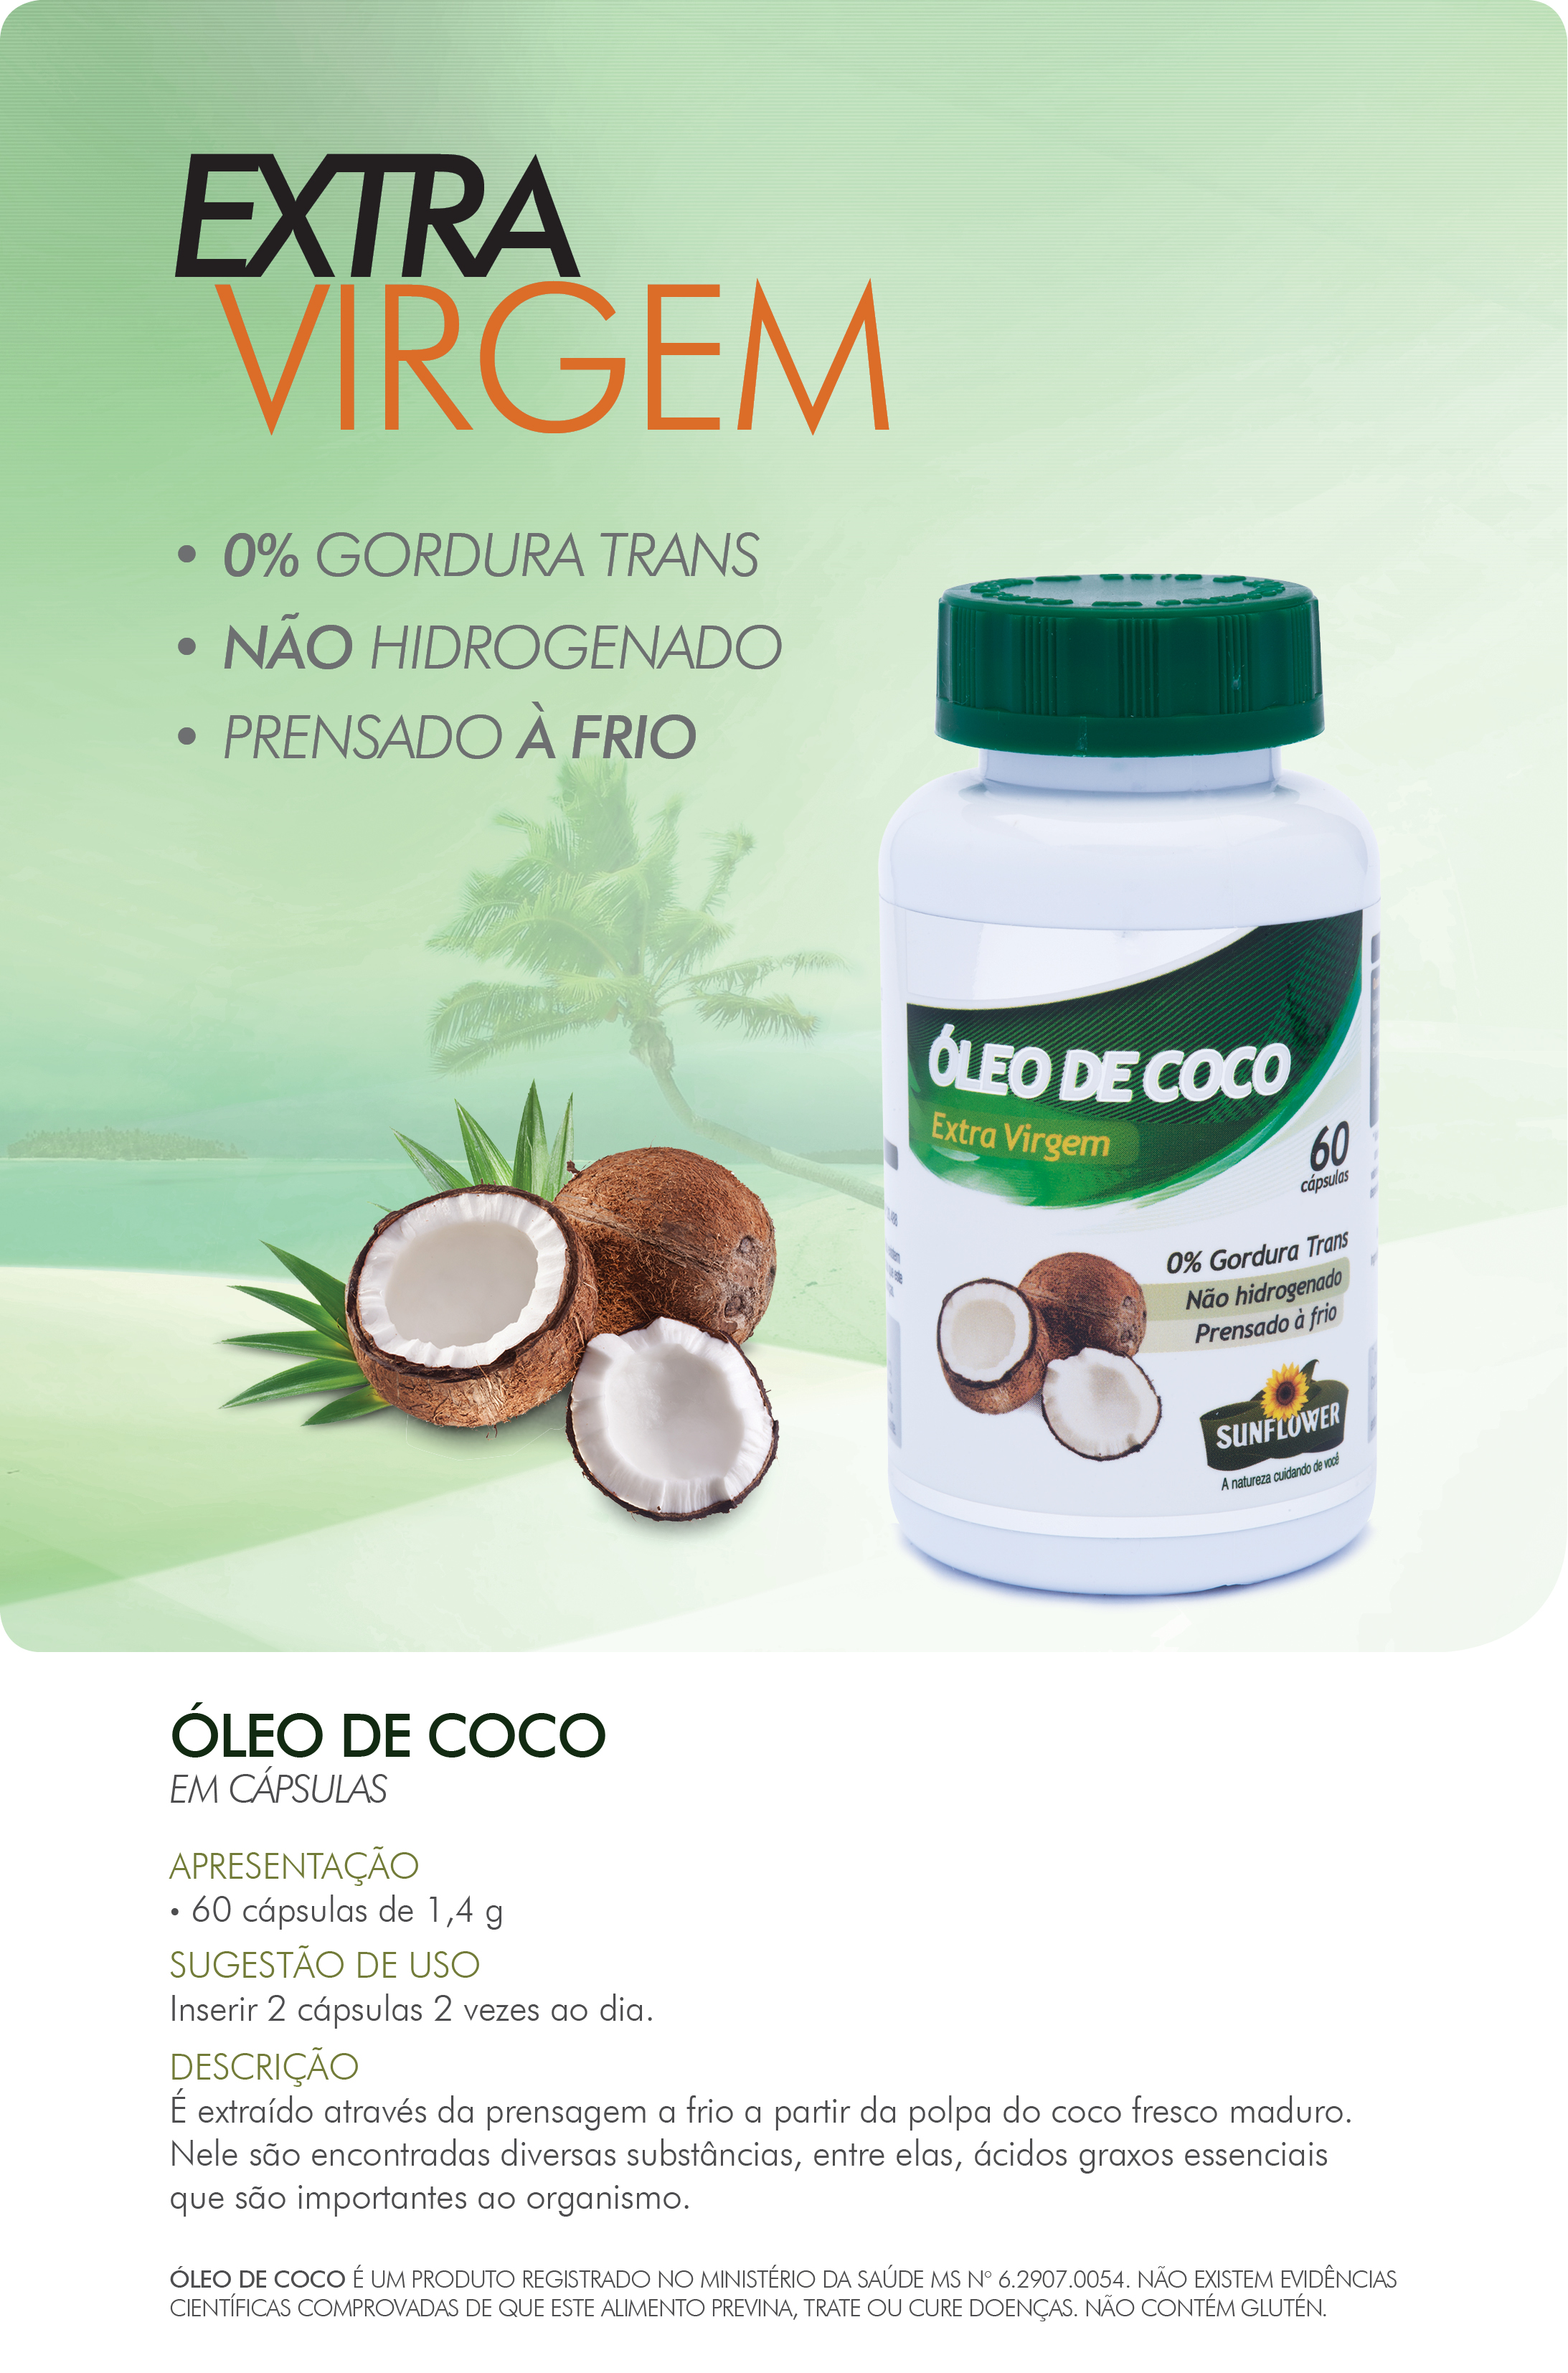 EXTRA
VIRGEM
• 0% GORDURA TRANS
• NÃO HIDROGENADO
• PRENSADO À FRIO
ÓLEO DE COCO
Extra Virgem
60
cápsulas
0% Gordura Trans
Não hidrogenado
Prensado à frio
SUNFLOWER
A natureza cuidando de você
ÓLEO DE COCO
EM CÁPSULAS
APRESENTAÇÃO
• 60 cápsulas de 1,4 g
SUGESTÃO DE USO
Inserir 2 cápsulas 2 vezes ao dia.
DESCRIÇÃO
É extraído através da prensagem a frio a partir da polpa do coco fresco maduro.
Nele são encontradas diversas substâncias, entre elas, ácidos graxos essenciais
que são importantes ao organismo.
ÓLEO DE COCO É UM PRODUTO REGISTRADO NO MINISTÉRIO DA SAÚDE MS Nº 6.2907.0054. NÃO EXISTEM EVIDÊNCIAS
CIENTÍFICAS COMPROVADAS DE QUE ESTE ALIMENTO PREVINA, TRATE OU CURE DOENÇAS. NÃO CONTÉM GLUTÉN.